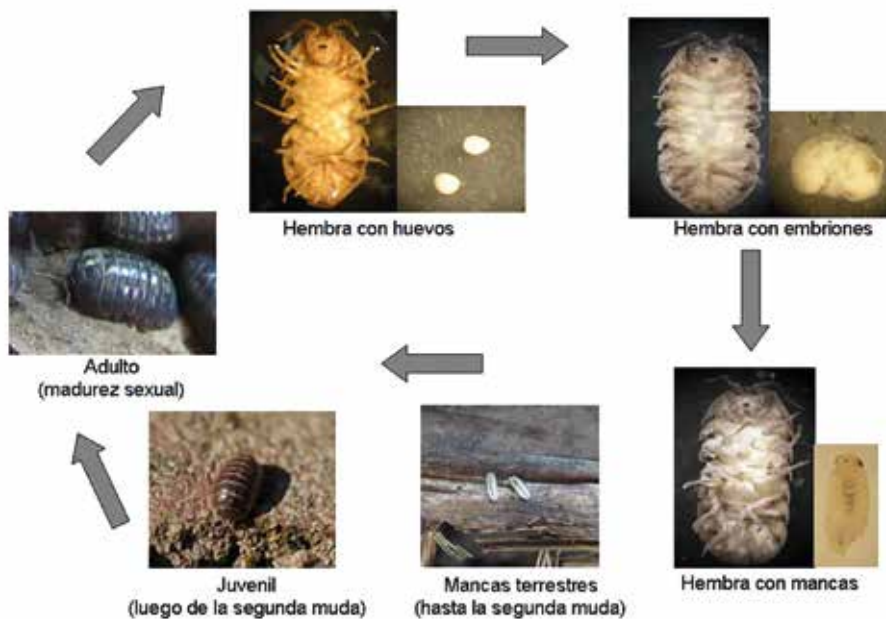 Hembra con huevos
Hembra con embriones
Adulto
(madurez sexual)
Juvenil
(luego de la segunda muda)
Mancas terrestres
(hasta la segunda muda)
Hembra con mancas